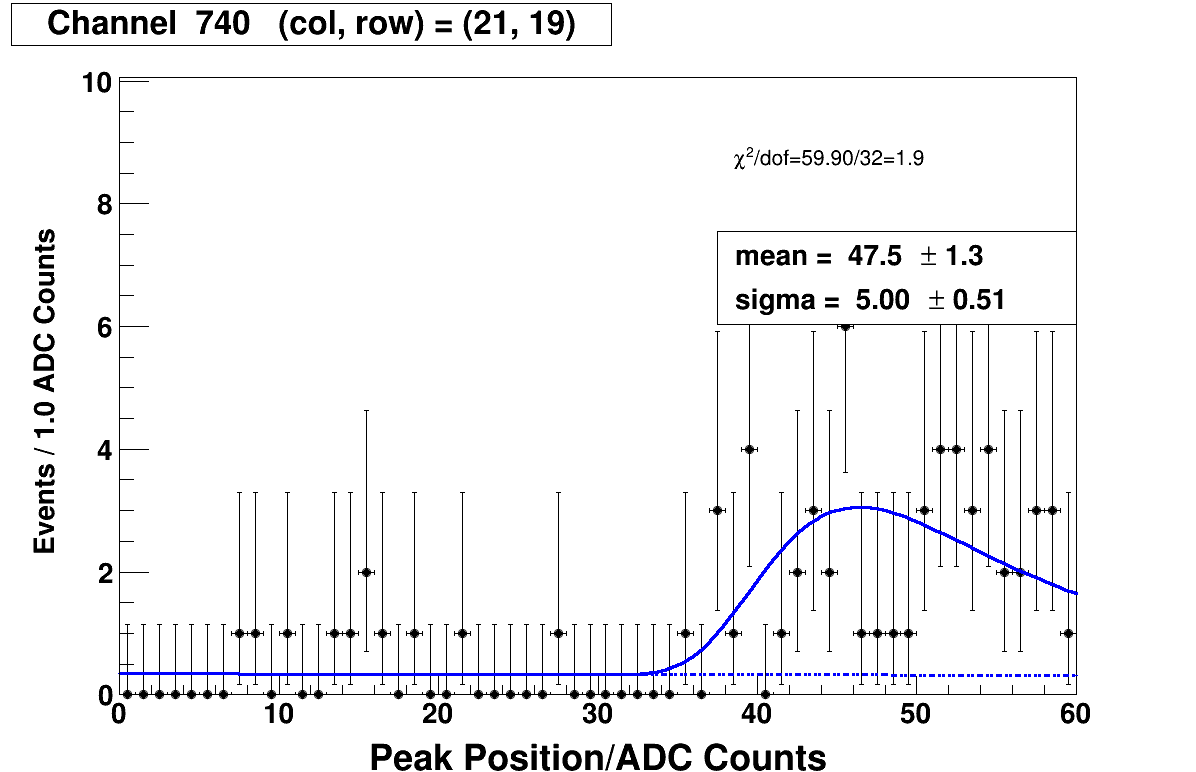 Channel 740 (col, row) = (21, 19)
10
8
6
4
2
0
Events / 1.0 ADC Counts
χ²/dof=59.90/32=1.9
mean = 47.5 ± 1.3
sigma = 5.00 ± 0.51
0 10 20 30 40 50 60
Peak Position/ADC Counts